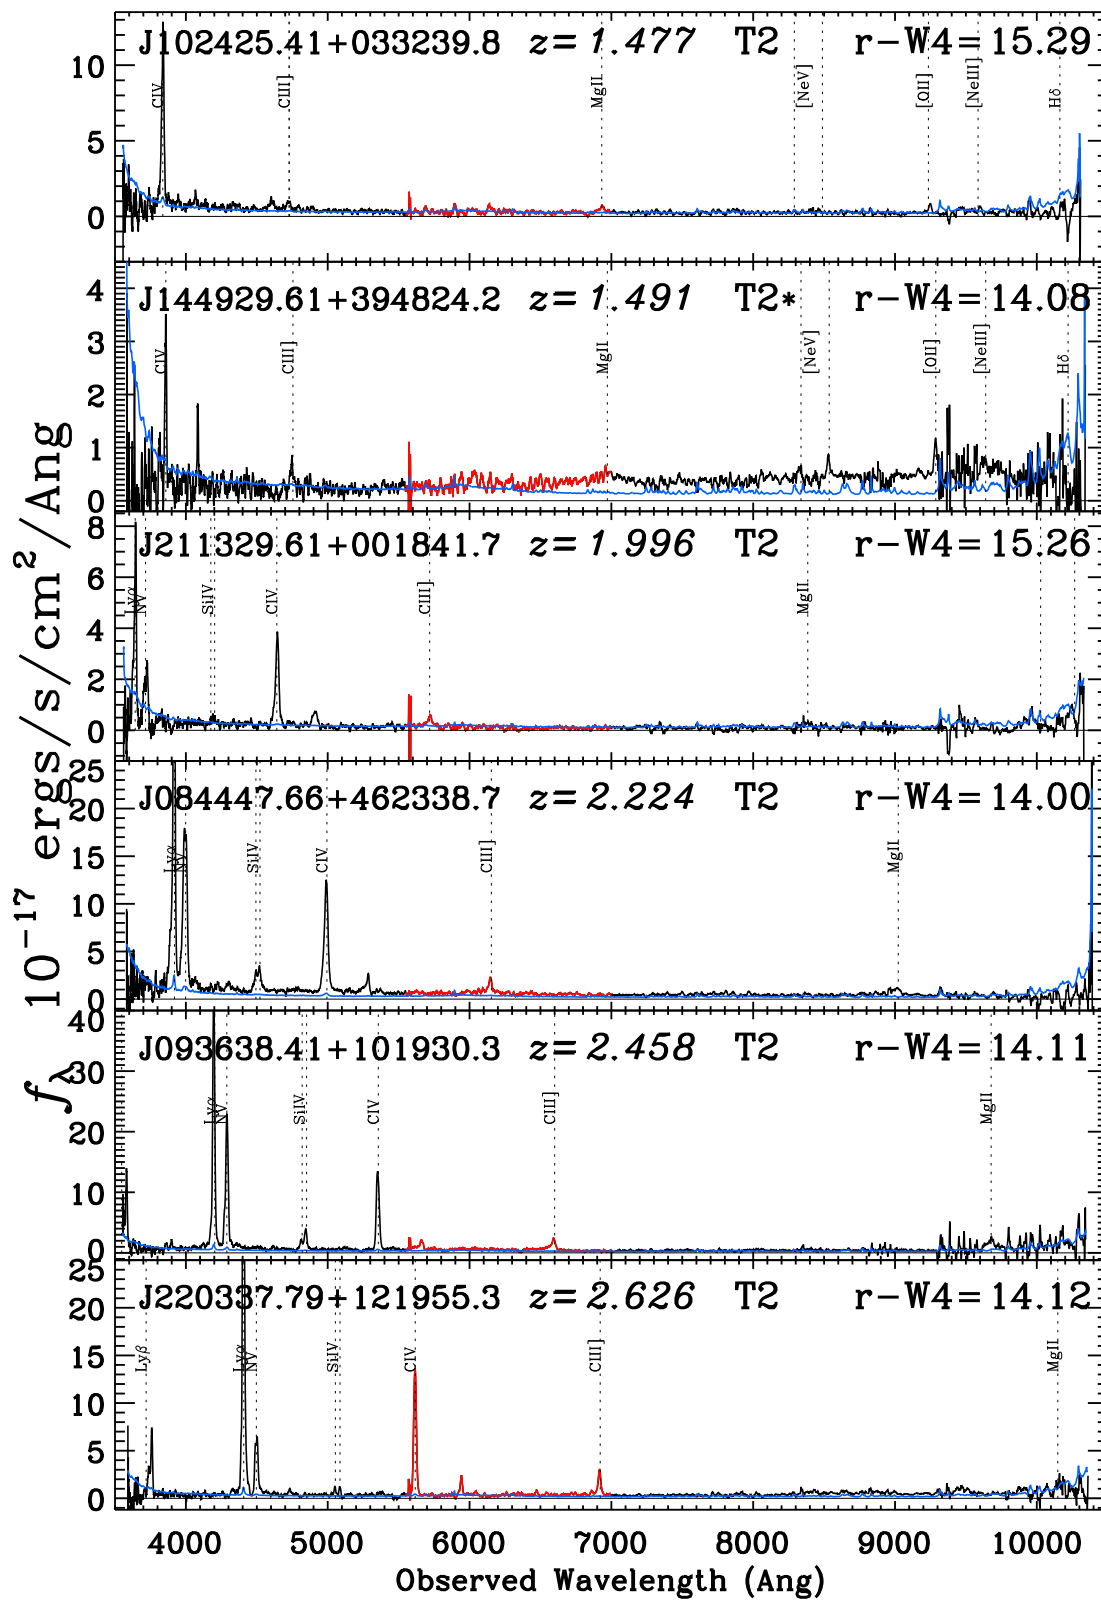 J102425.41+033239.8 z=1.477 T2 r-W4=15.29
CIV CIII] MgII [NeV] [OII] [NeIII] Hδ
10
5
0
J144929.61+394824.2 z=1.491 T2* r-W4=14.08
CIV CIII] MgII [NeV] [OII] [NeIII] Hδ
4
3
2
1
0
J211329.61+001841.7 z=1.996 T2 r-W4=15.26
Lyα NV SiIV CIV CIII] MgII
8
6
4
2
0
J084447.66+462338.7 z=2.224 T2 r-W4=14.00
Lyα NV SiIV CIV CIII] MgII
25
20
15
10
5
0
J093638.41+101930.3 z=2.458 T2 r-W4=14.11
Lyα NV SiIV CIV CIII] MgII
40
30
20
10
0
J220337.79+121955.3 z=2.626 T2 r-W4=14.12
Lyβ Lyα NV SiIV CIV CIII] MgII
25
20
15
10
5
0
fλ 10−17 ergs/s/cm2/Ang
4000 5000 6000 7000 8000 9000 10000
Observed Wavelength (Ang)